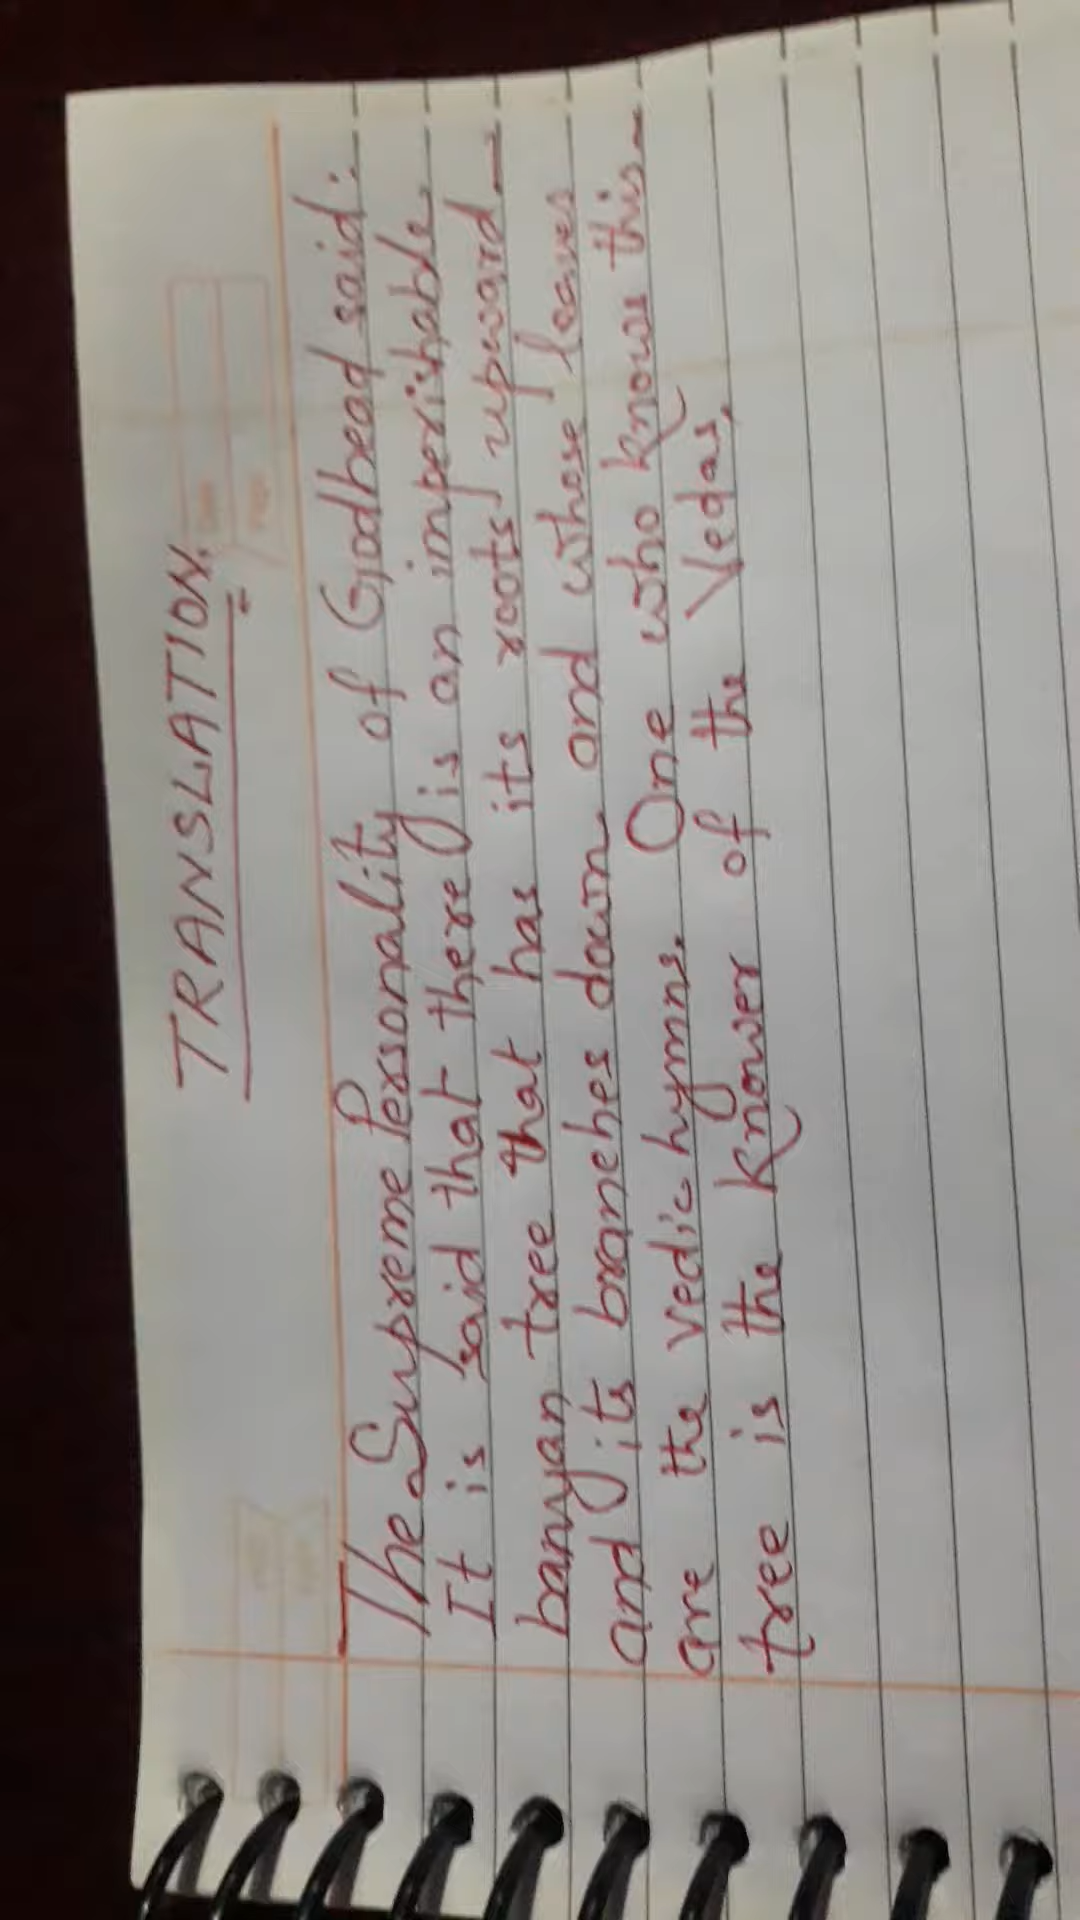 TRANSLATION.
The Supreme Personality of Godhead said:
It is said that there is an imperishable
banyan tree that has its roots upward
and its branches down and whose leaves
are the vedic hymns. One who knows this
tree is the knower of the Vedas.